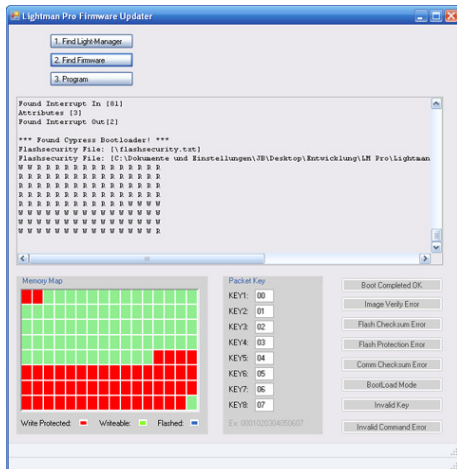 Lightman Pro Firmware Updater
1. Find Light-Manager
2. Find Firmware
3. Program
Found Interrupt In [81]
Attributes [3]
Found Interrupt Out[2]
*** Found Cypress Bootloader! ***
Flashsecurity File: [\flashsecurity.txt]
Flashsecurity File: [C:\Dokumente und Einstellungen\JB\Desktop\Entwicklung\LM Pro\Lightman
W W R R R R R R R R R R R R R R
R R R R R R R R R R R R R R R R
R R R R R R R R R R R R R R R R
R R R R R R R R R R R R R R R R
R R R R R R R R R R R R W W W W
W W W W W W W W W W W W W W W W
W W W W W W W W W W W W W W W W
W W W W W W W W W W W W W W W R
Memory Map
Write Protected:
Writeable:
Flashed:
Packet Key
KEY1: 00
KEY2: 01
KEY3: 02
KEY4: 03
KEY5: 04
KEY6: 05
KEY7: 06
KEY8: 07
Ex: 0001020304050607
Boot Completed OK
Image Verify Error
Flash Checksum Error
Flash Protection Error
Comm Checksum Error
BootLoad Mode
Invalid Key
Invalid Command Error